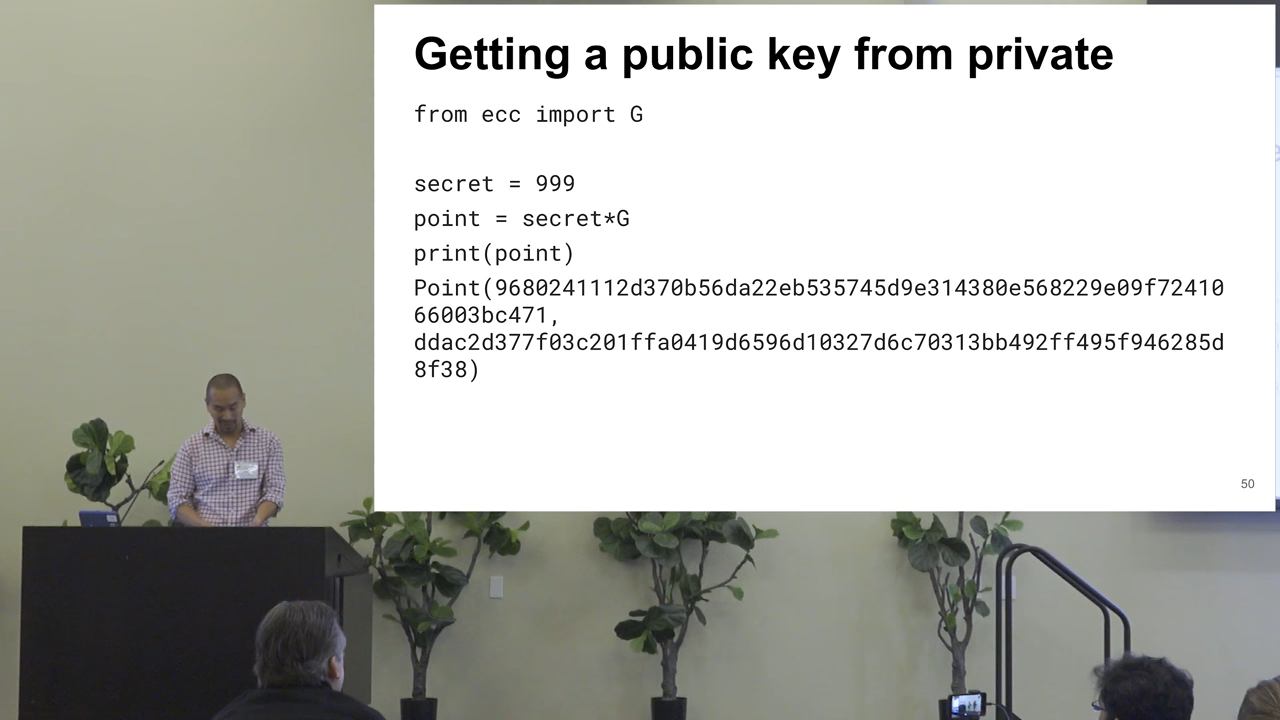 Getting a public key from private
from ecc import G
secret = 999
point = secret*G
print(point)
Point(9680241112d370b56da22eb535745d9e314380e568229e09f72410
66003bc471,
ddac2d377f03c201ffa0419d6596d10327d6c70313bb492ff495f946285d
8f38)
50